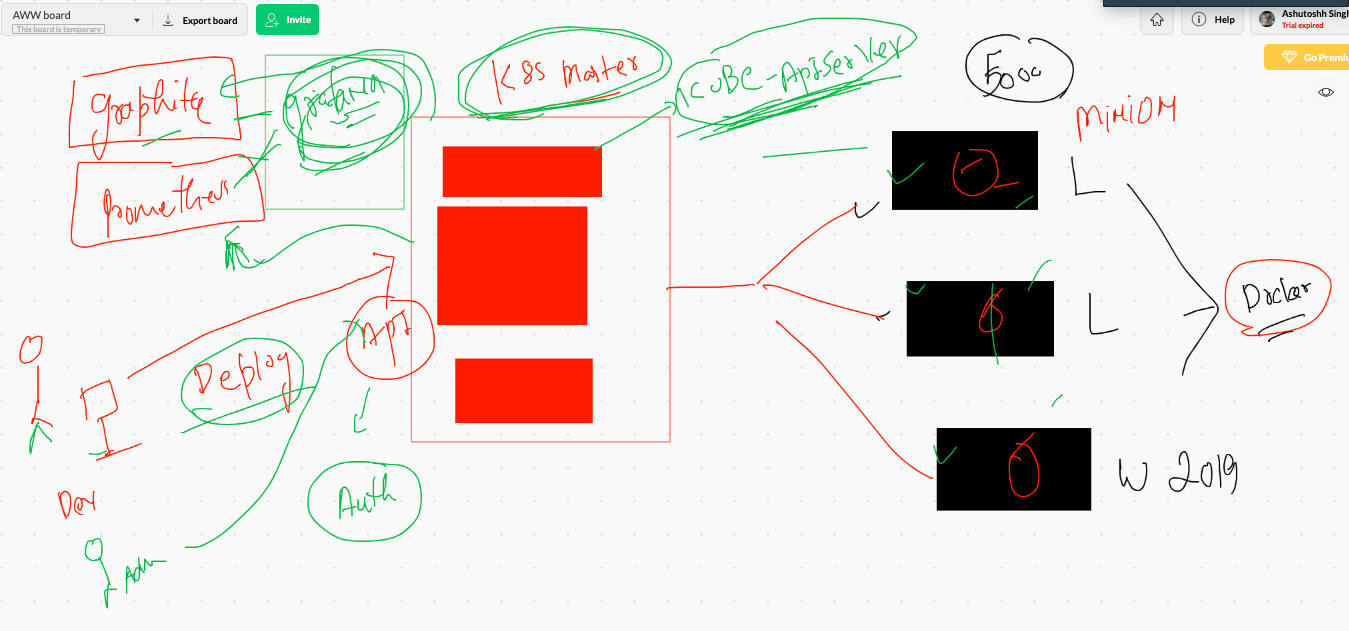 AWW board
This board is temporary
Export board
Invite
Help
Ashutoshh Singh
Trial expired
Go Premiu
graphite
grafana
K8S Master
KUBE-ApiServer
5000
MINION
prometheus
L
API
Docker
Deploy
L
Auth
W 2019
Dev
Adm